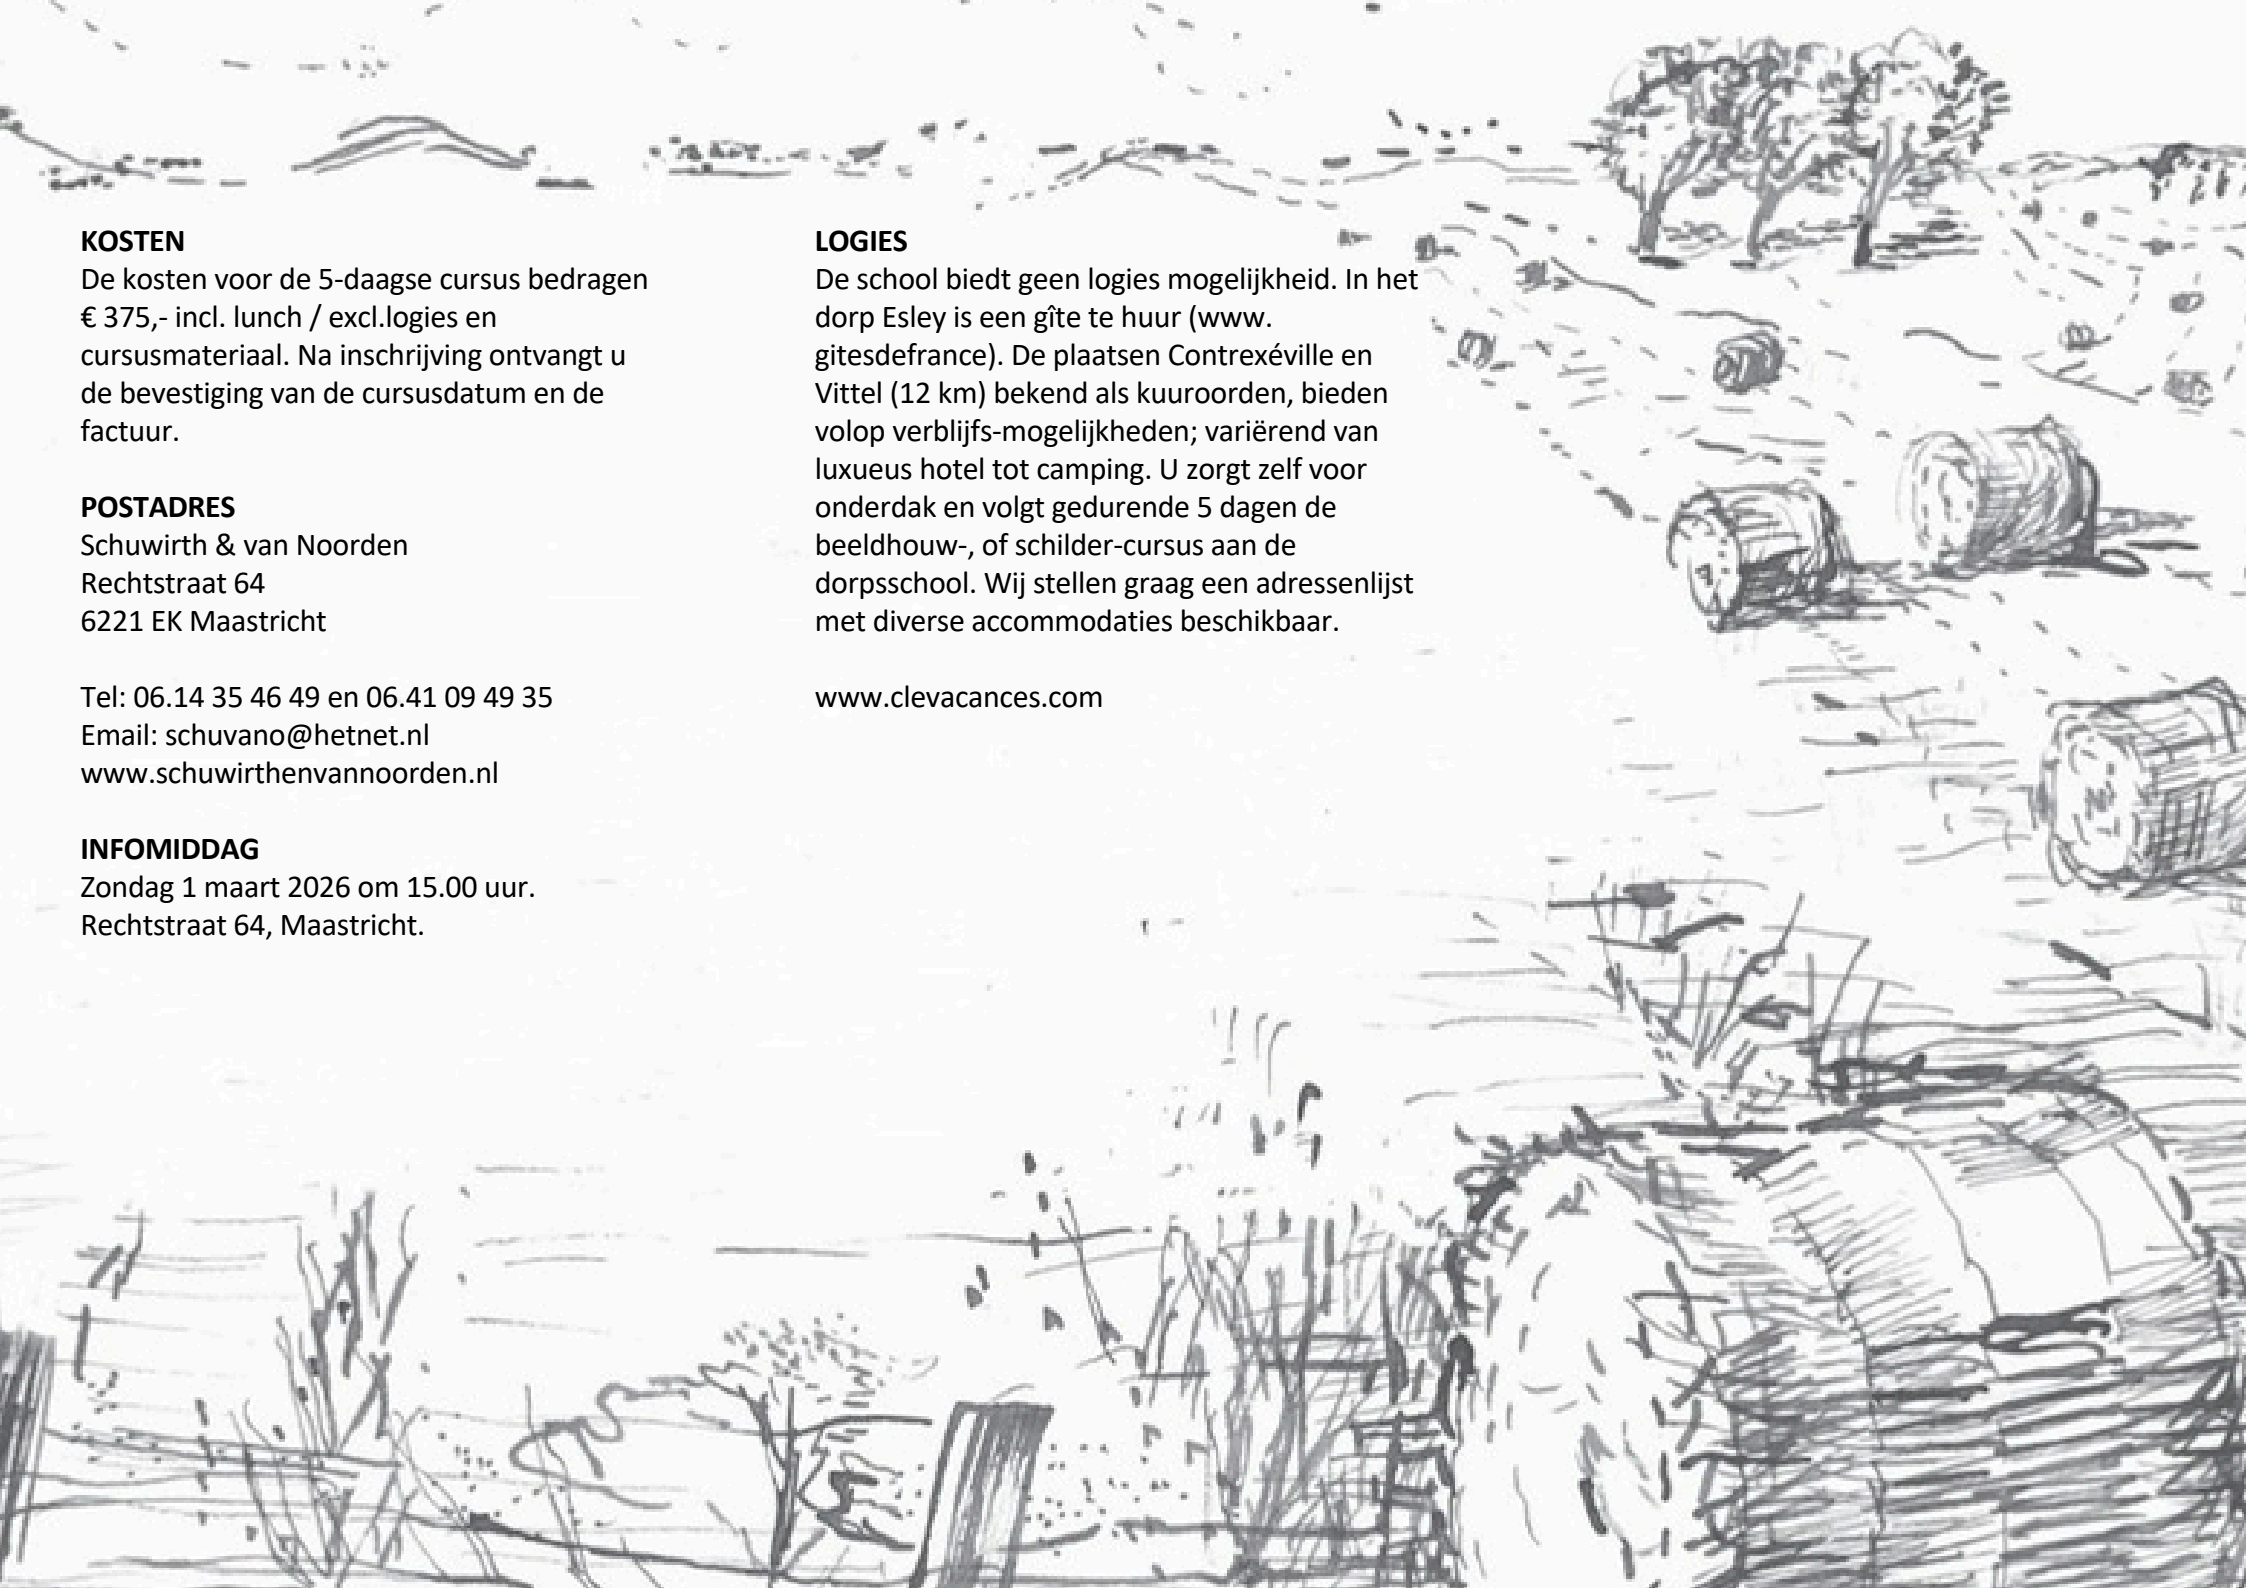 KOSTEN
De kosten voor de 5-daagse cursus bedragen
€ 375,- incl. lunch / excl.logies en
cursusmateriaal. Na inschrijving ontvangt u
de bevestiging van de cursusdatum en de
factuur.
POSTADRES
Schuwirth & van Noorden
Rechtstraat 64
6221 EK Maastricht
Tel: 06.14 35 46 49 en 06.41 09 49 35
Email: schuvano@hetnet.nl
www.schuwirthenvannoorden.nl
INFOMIDDAG
Zondag 1 maart 2026 om 15.00 uur.
Rechtstraat 64, Maastricht.
LOGIES
De school biedt geen logies mogelijkheid. In het
dorp Esley is een gîte te huur (www.
gitesdefrance). De plaatsen Contrexéville en
Vittel (12 km) bekend als kuuroorden, bieden
volop verblijfs-mogelijkheden; variërend van
luxueus hotel tot camping. U zorgt zelf voor
onderdak en volgt gedurende 5 dagen de
beeldhouw-, of schilder-cursus aan de
dorpsschool. Wij stellen graag een adressenlijst
met diverse accommodaties beschikbaar.
www.clevacances.com